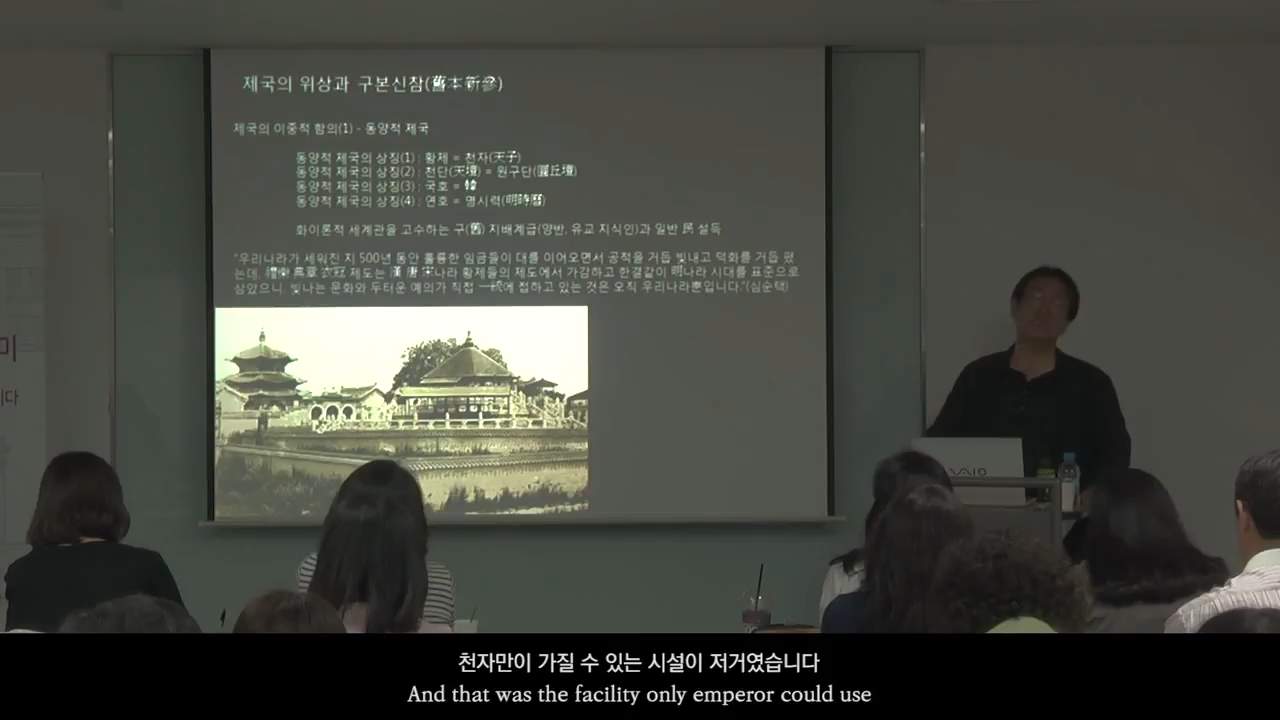 제국의 위상과 구본신참(舊本新參)
제국의 이중적 함의(1) - 동양적 제국
동양적 제국의 상징(1) : 황제 = 천자(天子)
동양적 제국의 상징(2) : 천단(天壇) = 원구단(圜丘壇)
동양적 제국의 상징(3) : 국호 = 韓
동양적 제국의 상징(4) : 연호 = 명시력(明時曆)
화이론적 세계관을 고수하는 구(舊) 지배계급(양반, 유교 지식인)과 일반 民 설득
"우리나라가 세워진 지 500년 동안 훌륭한 임금들이 대를 이어오면서 공적을 거듭 빛내고 덕화를 거듭 폈
는데, 禮樂典章衣冠 제도는 漢唐宋나라 황제들의 제도에서 가감하고 한결같이 明나라 시대를 표준으로
삼았으니, 빛나는 문화와 두터운 예의가 직접 一統에 접하고 있는 것은 오직 우리나라뿐입니다."(심순택)
미
니다
VAIO
천자만이 가질 수 있는 시설이 저거였습니다
And that was the facility only emperor could use